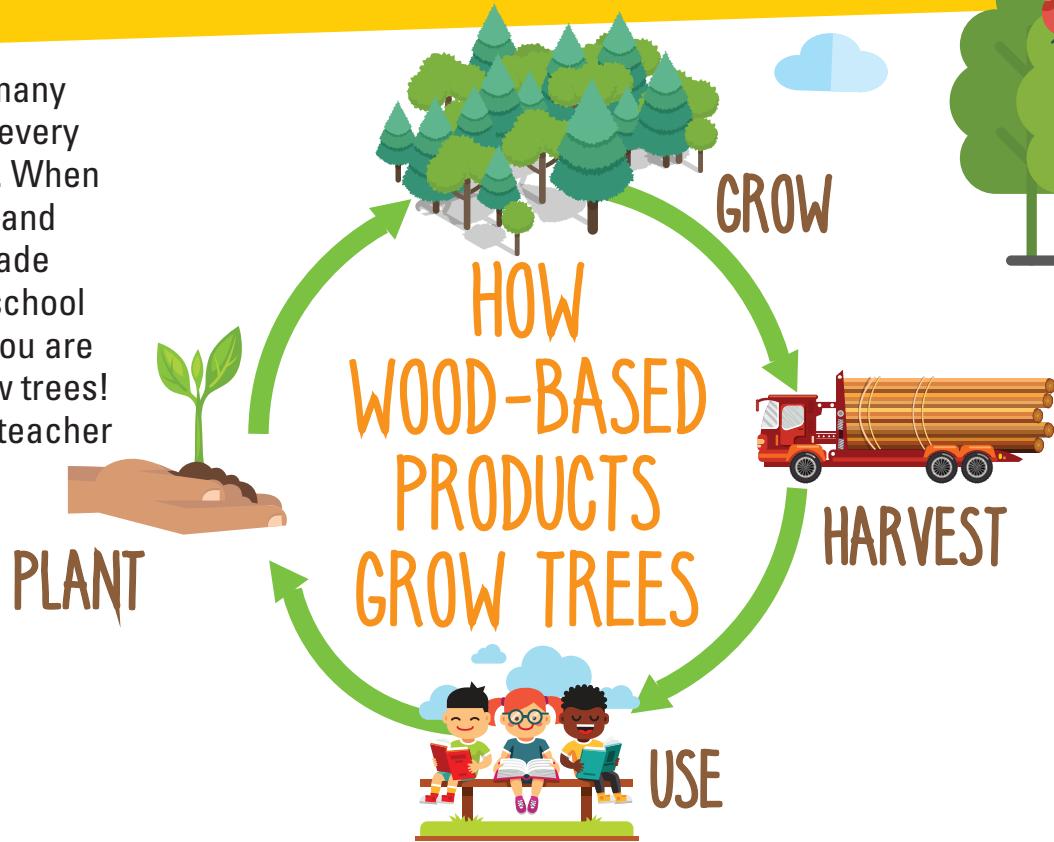 many
every
. When
and
ade
school
ou are
w trees!
teacher
GROW
HOW
WOOD-BASED
PRODUCTS
GROW TREES
HARVEST
PLANT
USE